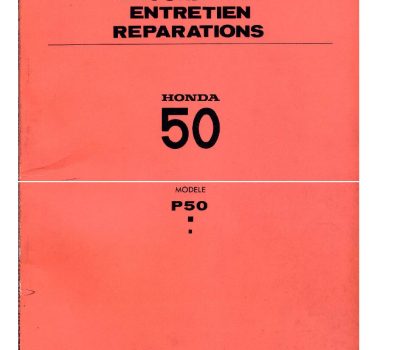 ENTRETIEN
REPARATIONS
HONDA
50
MODELE
P50